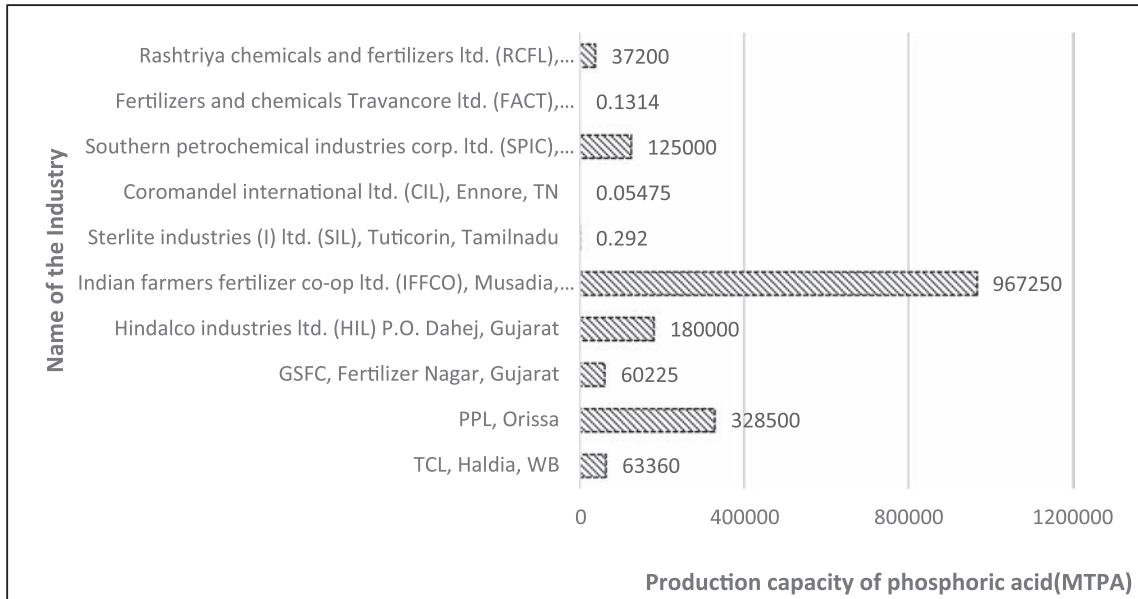 Name of the Industry
Rashtriya chemicals and fertilizers ltd. (RCFL),... 37200
Fertilizers and chemicals Travancore ltd. (FACT),... 0.1314
Southern petrochemical industries corp. ltd. (SPIC),... 125000
Coromandel international ltd. (CIL), Ennore, TN 0.05475
Sterlite industries (I) ltd. (SIL), Tuticorin, Tamilnadu 0.292
Indian farmers fertilizer co-op ltd. (IFFCO), Musadia,... 967250
Hindalco industries ltd. (HIL) P.O. Dahej, Gujarat 180000
GSFC, Fertilizer Nagar, Gujarat 60225
PPL, Orissa 328500
TCL, Haldia, WB 63360
0 400000 800000 1200000
Production capacity of phosphoric acid(MTPA)